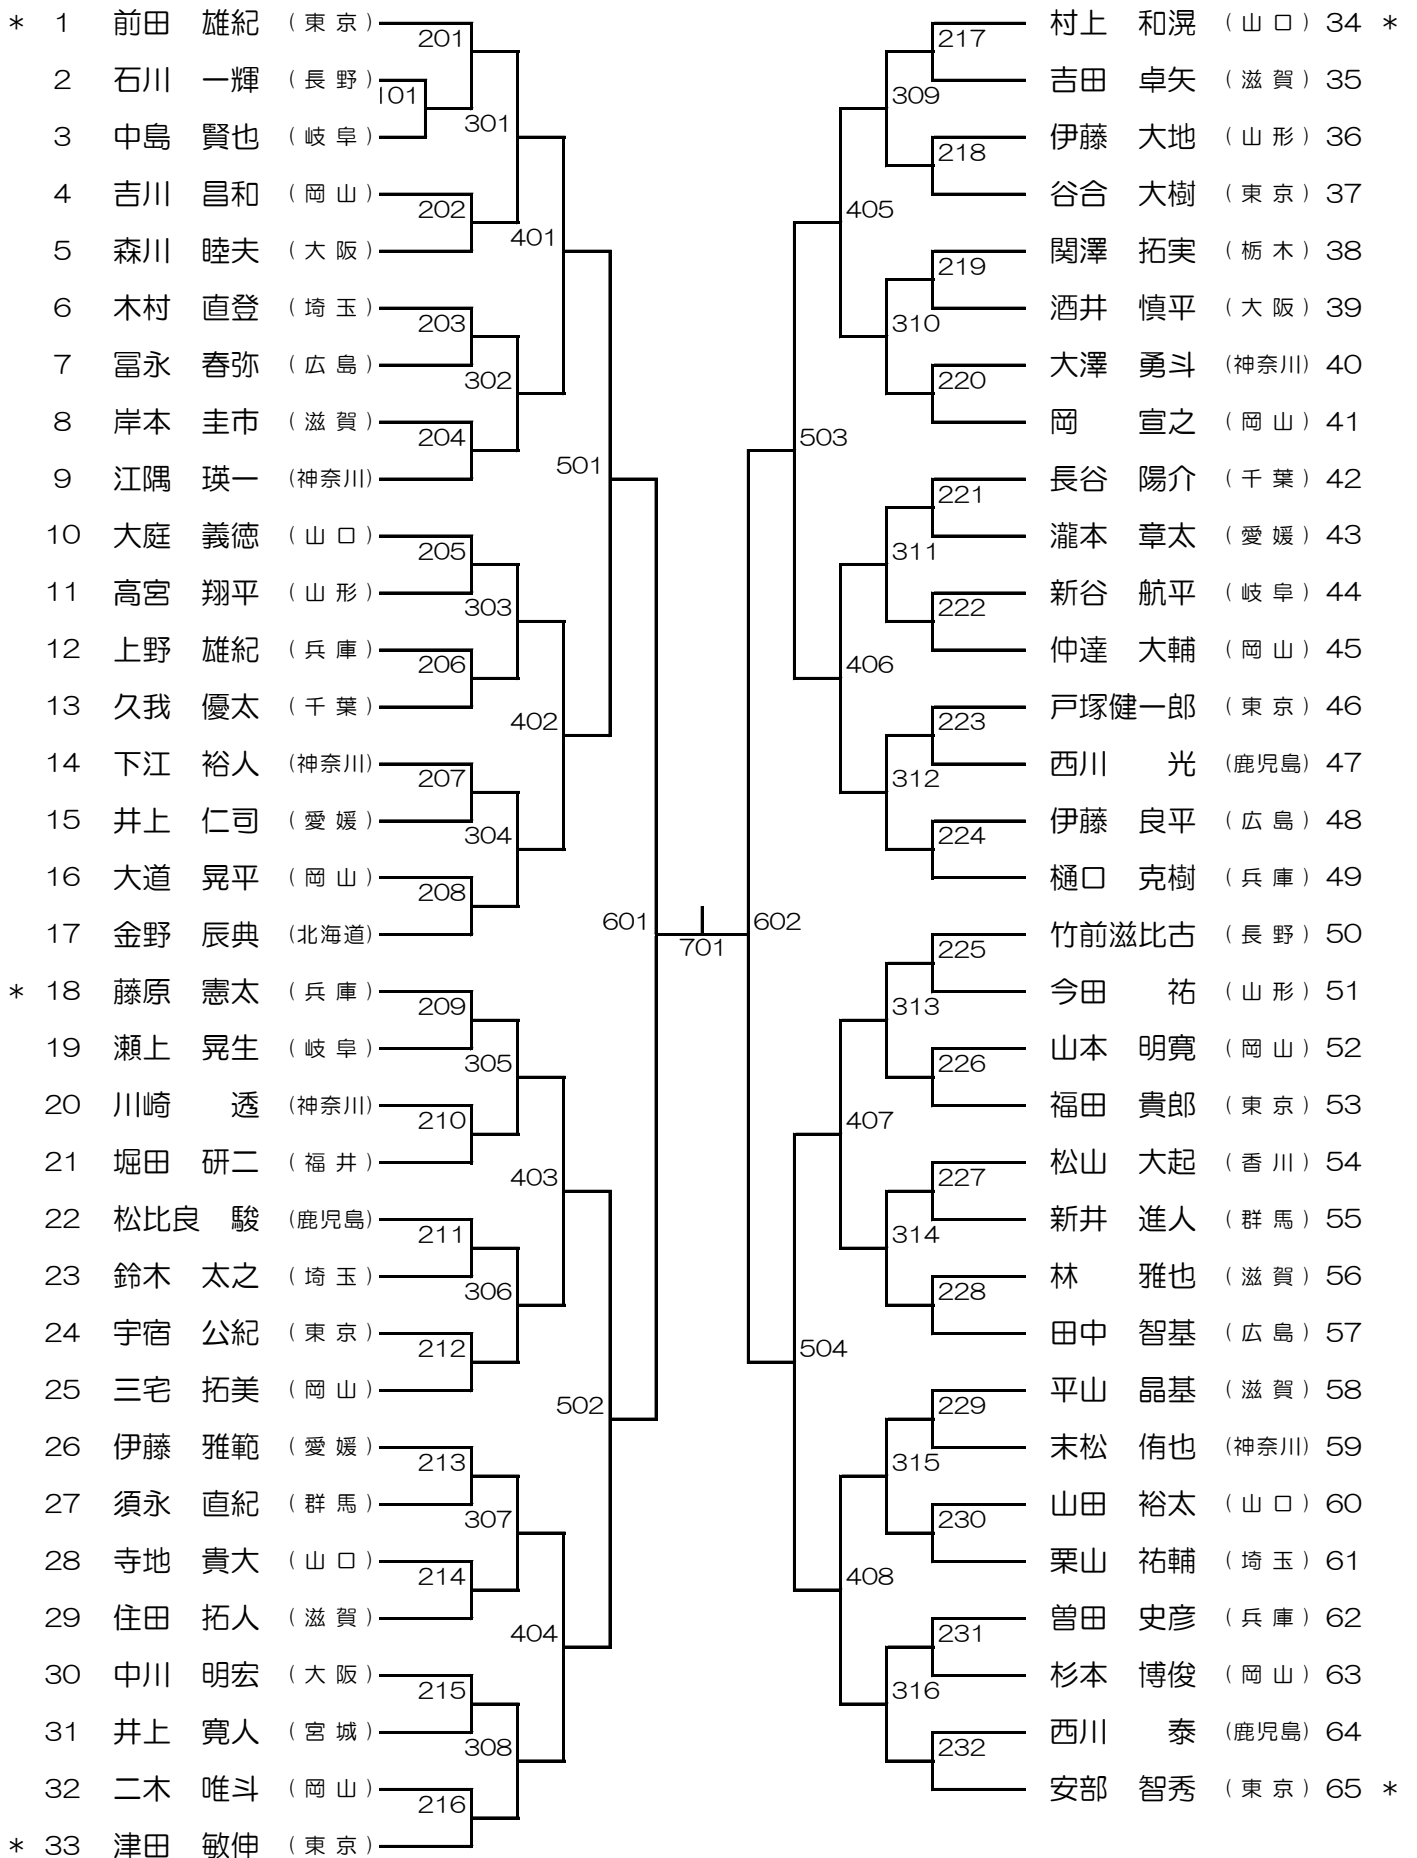 * 1 前田 雄紀 (東京)
2 石川 一輝 (長野)
3 中島 賢也 (岐阜)
4 吉川 昌和 (岡山)
5 森川 睦夫 (大阪)
6 木村 直登 (埼玉)
7 冨永 春弥 (広島)
8 岸本 圭市 (滋賀)
9 江隅 瑛一 (神奈川)
10 大庭 義徳 (山口)
11 高宮 翔平 (山形)
12 上野 雄紀 (兵庫)
13 久我 優太 (千葉)
14 下江 裕人 (神奈川)
15 井上 仁司 (愛媛)
16 大道 晃平 (岡山)
17 金野 辰典 (北海道)
* 18 藤原 憲太 (兵庫)
19 瀬上 晃生 (岐阜)
20 川崎 透 (神奈川)
21 堀田 研二 (福井)
22 松比良 駿 (鹿児島)
23 鈴木 太之 (埼玉)
24 宇宿 公紀 (東京)
25 三宅 拓美 (岡山)
26 伊藤 雅範 (愛媛)
27 須永 直紀 (群馬)
28 寺地 貴大 (山口)
29 住田 拓人 (滋賀)
30 中川 明宏 (大阪)
31 井上 寛人 (宮城)
32 二木 唯斗 (岡山)
* 33 津田 敏伸 (東京)
101
201
202
203
204
205
206
207
208
209
210
211
212
213
214
215
216
301
302
303
304
305
306
307
308
401
402
403
404
501
502
601
701
602
503
504
405
406
407
408
309
310
311
312
313
314
315
316
217
218
219
220
221
222
223
224
225
226
227
228
229
230
231
232
村上 和滉 (山口) 34 *
吉田 卓矢 (滋賀) 35
伊藤 大地 (山形) 36
谷合 大樹 (東京) 37
関澤 拓実 (栃木) 38
酒井 慎平 (大阪) 39
大澤 勇斗 (神奈川) 40
岡 宣之 (岡山) 41
長谷 陽介 (千葉) 42
瀧本 章太 (愛媛) 43
新谷 航平 (岐阜) 44
仲達 大輔 (岡山) 45
戸塚健一郎 (東京) 46
西川 光 (鹿児島) 47
伊藤 良平 (広島) 48
樋口 克樹 (兵庫) 49
竹前滋比古 (長野) 50
今田 祐 (山形) 51
山本 明寛 (岡山) 52
福田 貴郎 (東京) 53
松山 大起 (香川) 54
新井 進人 (群馬) 55
林 雅也 (滋賀) 56
田中 智基 (広島) 57
平山 晶基 (滋賀) 58
末松 侑也 (神奈川) 59
山田 裕太 (山口) 60
栗山 祐輔 (埼玉) 61
曽田 史彦 (兵庫) 62
杉本 博俊 (岡山) 63
西川 泰 (鹿児島) 64
安部 智秀 (東京) 65 *